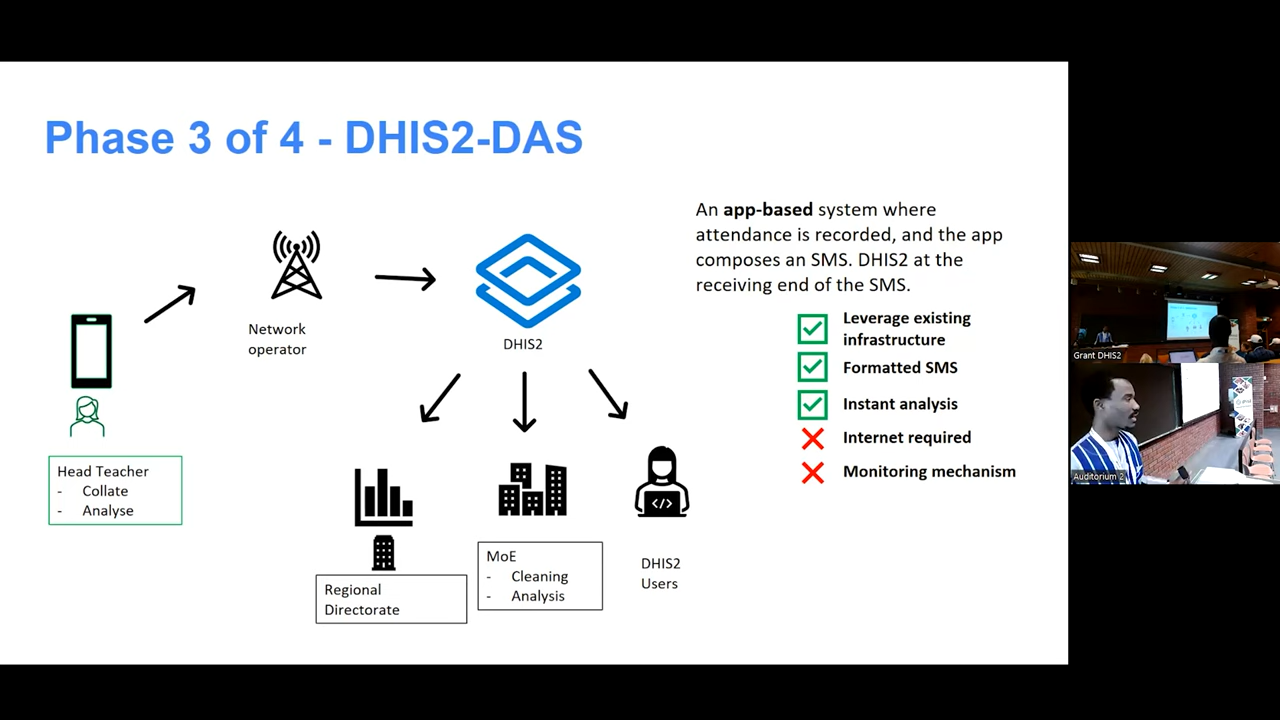 Phase 3 of 4 - DHIS2-DAS
An app-based system where
attendance is recorded, and the app
composes an SMS. DHIS2 at the
receiving end of the SMS.
Leverage existing
infrastructure
Formatted SMS
Instant analysis
Internet required
Monitoring mechanism
Network
operator
DHIS2
Head Teacher
- Collate
- Analyse
Regional
Directorate
MoE
- Cleaning
- Analysis
DHIS2
Users
Grant DHIS2
Auditorium 2